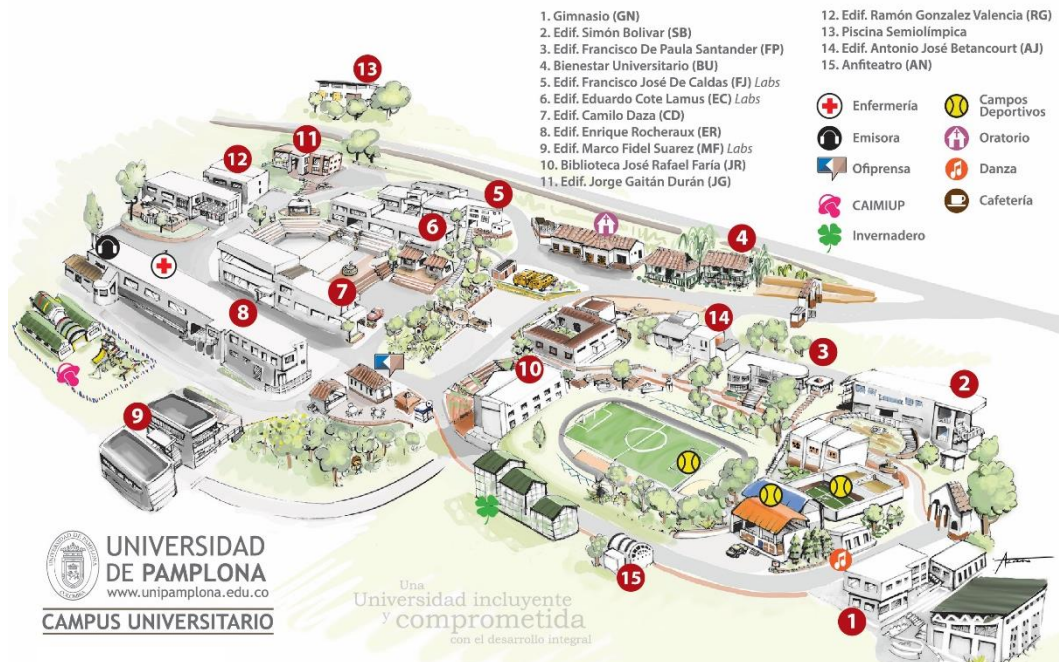 1. Gimnasio (GN)
2. Edif. Simón Bolivar (SB)
3. Edif. Francisco De Paula Santander (FP)
4. Bienestar Universitario (BU)
5. Edif. Francisco José De Caldas (FJ) Labs
6. Edif. Eduardo Cote Lamus (EC) Labs
7. Edif. Camilo Daza (CD)
8. Edif. Enrique Rocheraux (ER)
9. Edif. Marco Fidel Suarez (MF) Labs
10. Biblioteca José Rafael Faría (JR)
11. Edif. Jorge Gaitán Durán (JG)
12. Edif. Ramón Gonzalez Valencia (RG)
13. Piscina Semiolímpica
14. Edif. Antonio José Betancourt (AJ)
15. Anfiteatro (AN)
Enfermería
Emisora
Ofiprensa
CAIMIUP
Invernadero
Campos
Deportivos
Oratorio
Danza
Cafetería
13
11
12
5
6
4
7
8
14
3
10
2
9
15
1
UNIVERSIDAD
DE PAMPLONA
www.unipamplona.edu.co
CAMPUS UNIVERSITARIO
Una
Universidad incluyente
y comprometida
con el desarrollo integral